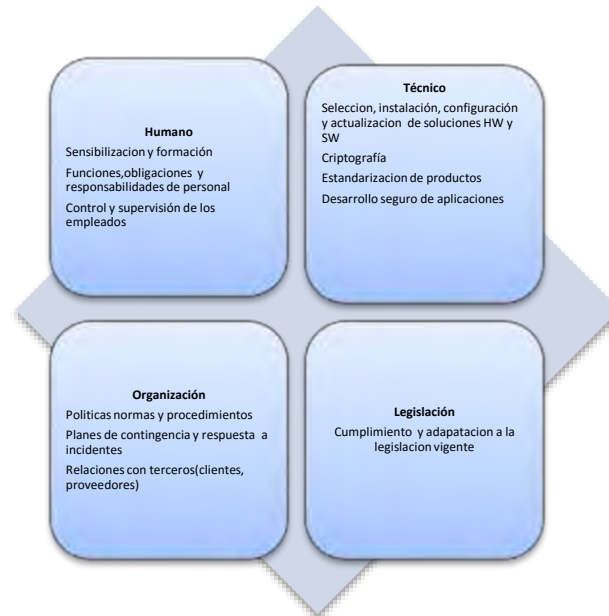 Humano
Sensibilizacion y formación
Funciones,obligaciones y
responsabilidades de personal
Control y supervisión de los
empleados
Técnico
Seleccion, instalación, configuración
y actualizacion de soluciones HW y
SW
Criptografía
Estandarizacion de productos
Desarrollo seguro de aplicaciones
Organización
Politicas normas y procedimientos
Planes de contingencia y respuesta a
incidentes
Relaciones con terceros(clientes,
proveedores)
Legislación
Cumplimiento y adapatacion a la
legislacion vigente